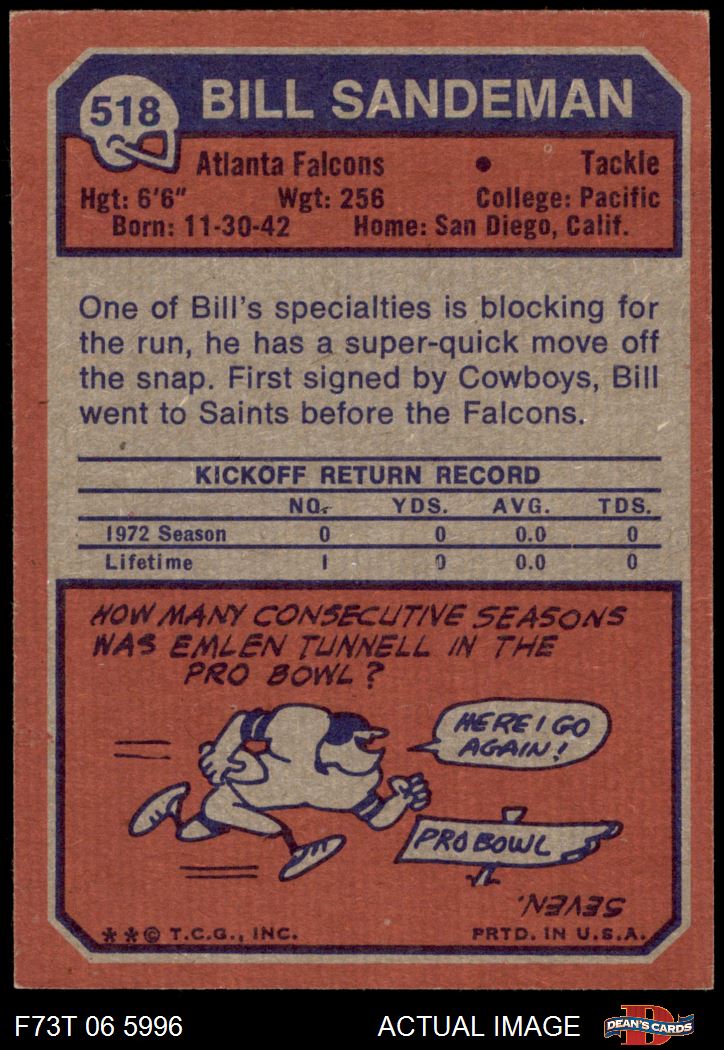 518
BILL SANDEMAN
Atlanta Falcons • Tackle
Hgt: 6'6" Wgt: 256 College: Pacific
Born: 11-30-42 Home: San Diego, Calif.
One of Bill's specialties is blocking for
the run, he has a super-quick move off
the snap. First signed by Cowboys, Bill
went to Saints before the Falcons.
KICKOFF RETURN RECORD
NO. YDS. AVG. TDS.
1972 Season 0 0 0.0 0
Lifetime 1 0 0.0 0
HOW MANY CONSECUTIVE SEASONS
WAS EMLEN TUNNELL IN THE
PRO BOWL?
HERE I GO
AGAIN!
PRO BOWL
SEVEN.
**© T.C.G., INC. PRTD. IN U.S.A.
F73T 06 5996 ACTUAL IMAGE
D
DEAN'S CARDS